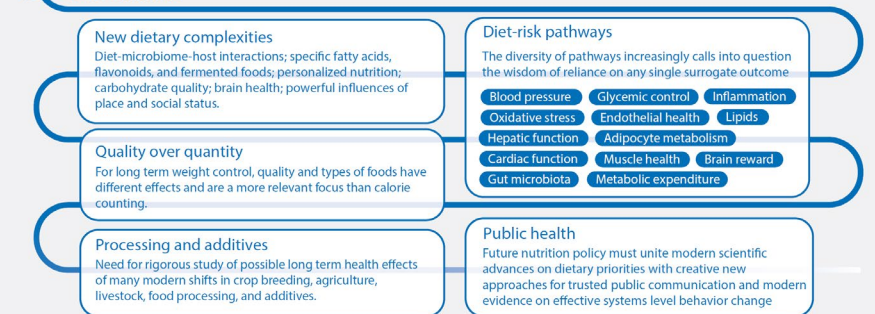 New dietary complexities
Diet-microbiome-host interactions; specific fatty acids,
flavonoids, and fermented foods; personalized nutrition;
carbohydrate quality; brain health; powerful influences of
place and social status.
Quality over quantity
For long term weight control, quality and types of foods have
different effects and are a more relevant focus than calorie
counting.
Processing and additives
Need for rigorous study of possible long term health effects
of many modern shifts in crop breeding, agriculture,
livestock, food processing, and additives.
Diet-risk pathways
The diversity of pathways increasingly calls into question
the wisdom of reliance on any single surrogate outcome
Blood pressure Glycemic control Inflammation
Oxidative stress Endothelial health Lipids
Hepatic function Adipocyte metabolism
Cardiac function Muscle health Brain reward
Gut microbiota Metabolic expenditure
Public health
Future nutrition policy must unite modern scientific
advances on dietary priorities with creative new
approaches for trusted public communication and modern
evidence on effective systems level behavior change